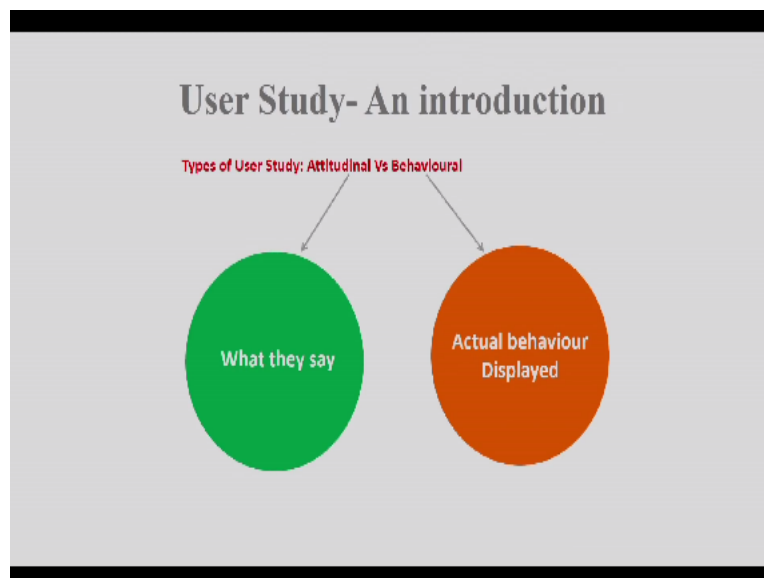 User Study- An introduction
Types of User Study: Attitudinal Vs Behavioural
What they say
Actual behaviour
Displayed